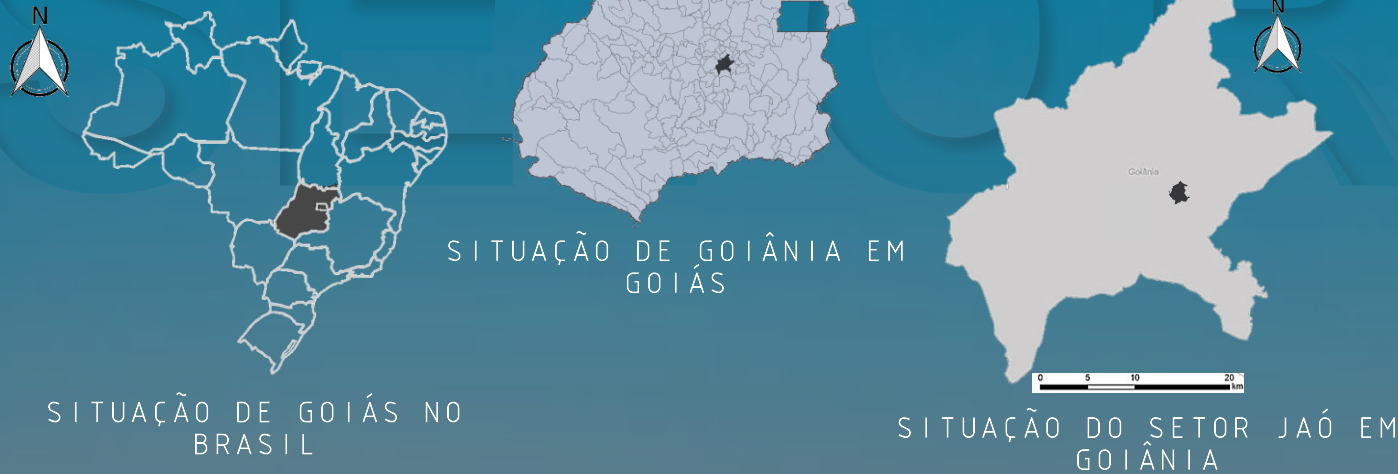 SETOR
N
N
SITUAÇÃO DE GOIÂNIA EM
GOIÁS
Goiânia
0 5 10 20
km
SITUAÇÃO DE GOIÁS NO
BRASIL
SITUAÇÃO DO SETOR JAÓ EM
GOIÂNIA